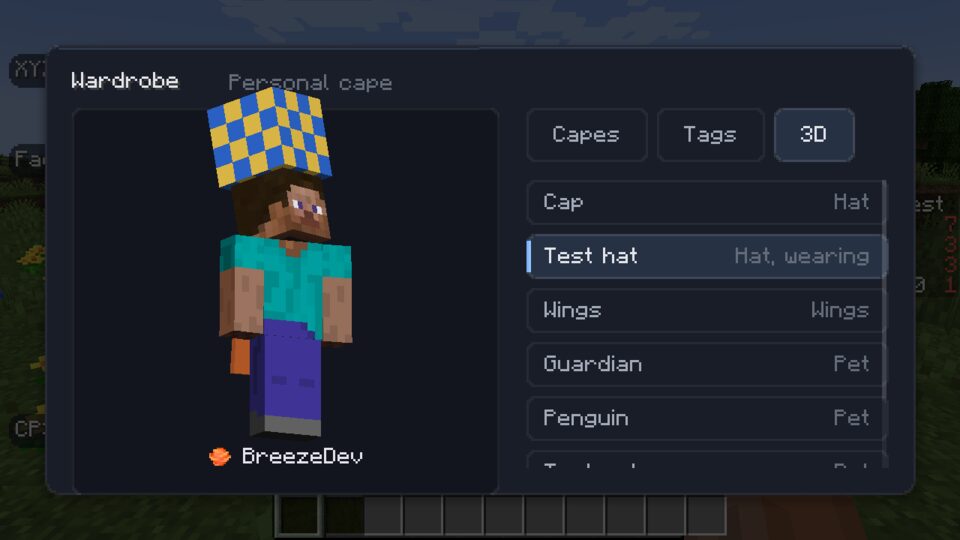 Wardrobe
Personal cape
Capes
Tags
3D
Cap
Hat
Test hat
Hat, wearing
Wings
Wings
Guardian
Pet
Penguin
Pet
BreezeDev
XYZ